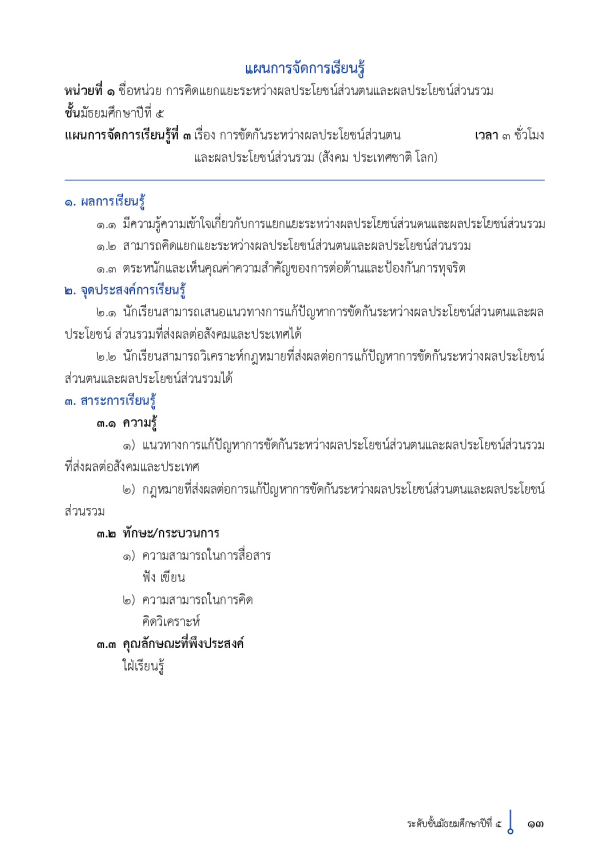 แผนการจัดการเรียนรู้
หน่วยที่ ๑ ชื่อหน่วย การคิดแยกแยะระหว่างผลประโยชน์ส่วนตนและผลประโยชน์ส่วนรวม
ชั้นมัธยมศึกษาปีที่ ๕
แผนการจัดการเรียนรู้ที่ ๓ เรื่อง การขัดกันระหว่างผลประโยชน์ส่วนตน เวลา ๓ ชั่วโมง
และผลประโยชน์ส่วนรวม (สังคม ประเทศชาติ โลก)
๑. ผลการเรียนรู้
๑.๑ มีความรู้ความเข้าใจเกี่ยวกับการแยกแยะระหว่างผลประโยชน์ส่วนตนและผลประโยชน์ส่วนรวม
๑.๒ สามารถคิดแยกแยะระหว่างผลประโยชน์ส่วนตนและผลประโยชน์ส่วนรวม
๑.๓ ตระหนักและเห็นคุณค่าความสำคัญของการต่อต้านและป้องกันการทุจริต
๒. จุดประสงค์การเรียนรู้
๒.๑ นักเรียนสามารถเสนอแนวทางการแก้ปัญหาการขัดกันระหว่างผลประโยชน์ส่วนตนและผล
ประโยชน์ ส่วนรวมที่ส่งผลต่อสังคมและประเทศได้
๒.๒ นักเรียนสามารถวิเคราะห์กฎหมายที่ส่งผลต่อการแก้ปัญหาการขัดกันระหว่างผลประโยชน์
ส่วนตนและผลประโยชน์ส่วนรวมได้
๓. สาระการเรียนรู้
๓.๑ ความรู้
๑) แนวทางการแก้ปัญหาการขัดกันระหว่างผลประโยชน์ส่วนตนและผลประโยชน์ส่วนรวม
ที่ส่งผลต่อสังคมและประเทศ
๒) กฎหมายที่ส่งผลต่อการแก้ปัญหาการขัดกันระหว่างผลประโยชน์ส่วนตนและผลประโยชน์
ส่วนรวม
๓.๒ ทักษะ/กระบวนการ
๑) ความสามารถในการสื่อสาร
ฟัง เขียน
๒) ความสามารถในการคิด
คิดวิเคราะห์
๓.๓ คุณลักษณะที่พึงประสงค์
ใฝ่เรียนรู้
ระดับชั้นมัธยมศึกษาปีที่ ๕ ๑๓